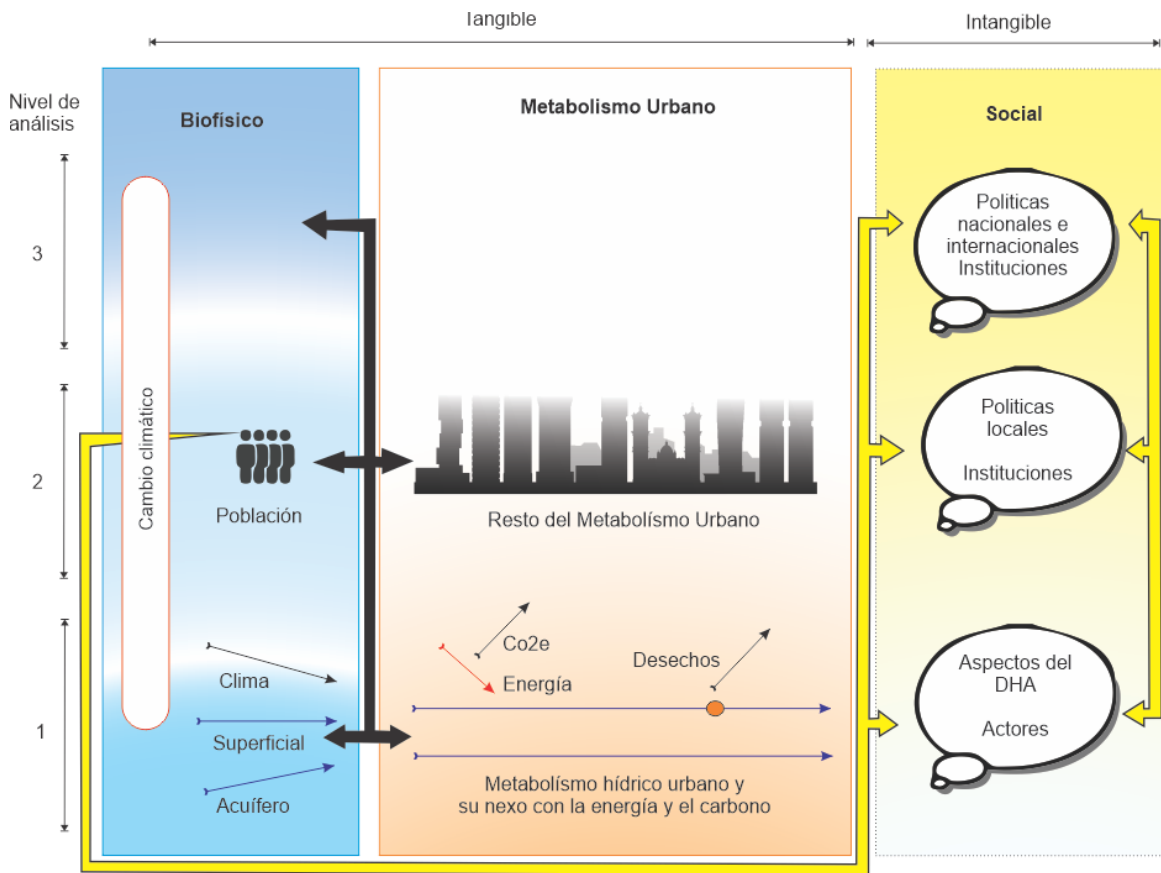 Tangible
Intangible
Nivel de
análisis
Biofísico
Metabolismo Urbano
Social
3
Politicas
nacionales e
internacionales
Instituciones
Cambio climático
2
Población
Resto del Metabolísmo Urbano
Politicas
locales
Instituciones
1
Clima
Superficial
Acuífero
Co2e
Energía
Desechos
Metabolísmo hídrico urbano y
su nexo con la energía y el carbono
Aspectos del
DHA
Actores